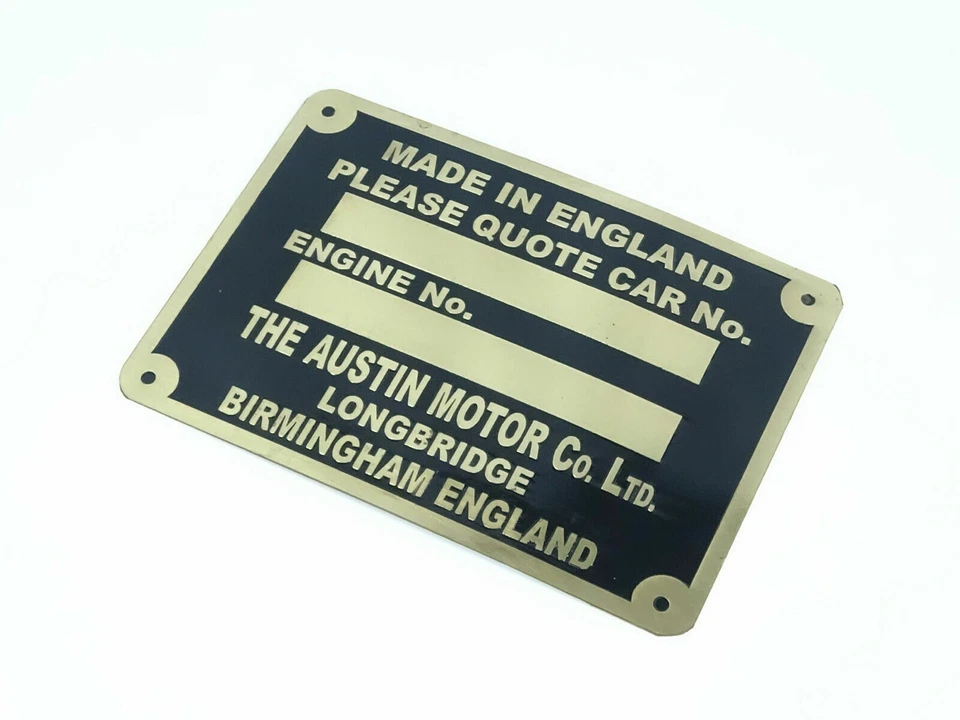 MADE IN ENGLAND
PLEASE QUOTE CAR No.
ENGINE No.
THE AUSTIN MOTOR Co. LTD.
LONGBRIDGE
BIRMINGHAM ENGLAND